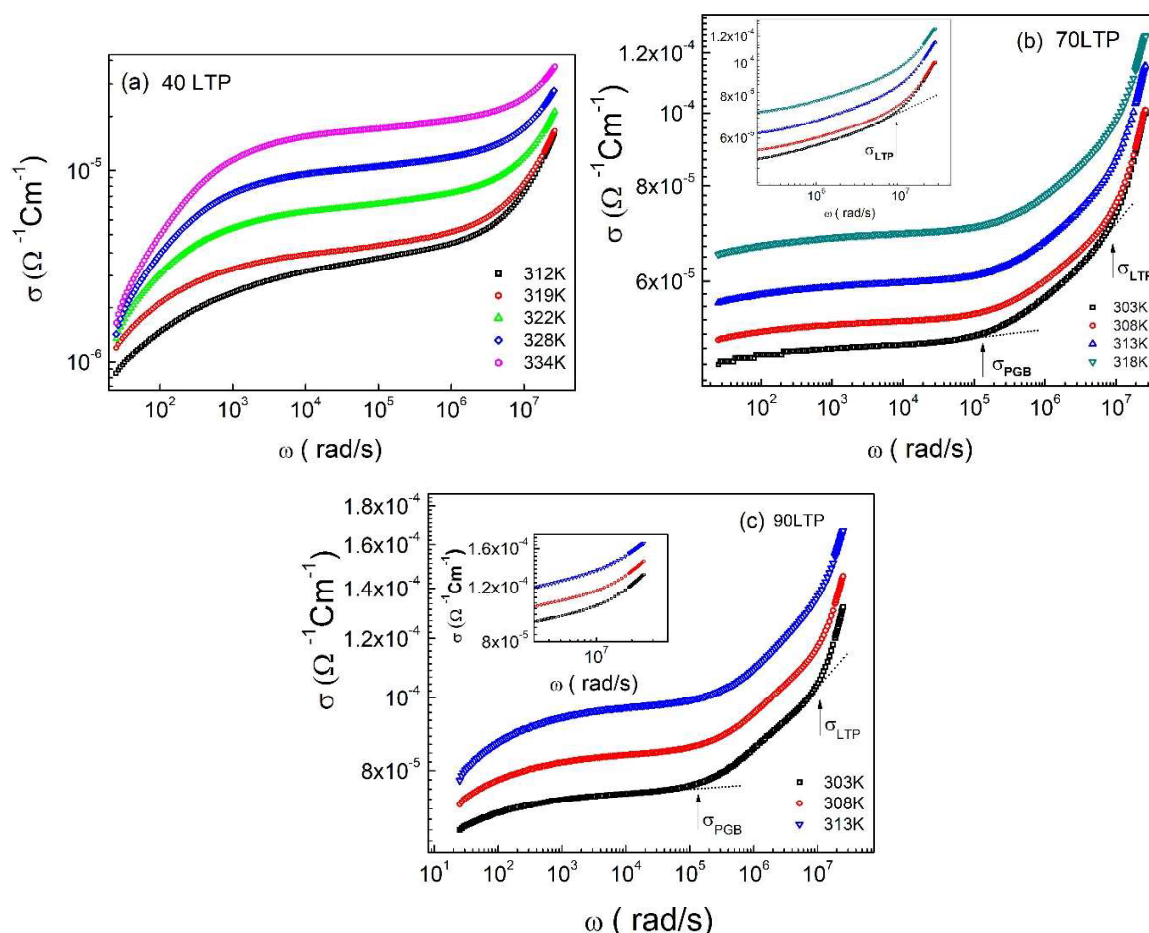 (a) 40 LTP
10⁻⁵
10⁻⁶
σ (Ω ⁻¹Cm⁻¹)
312K
319K
322K
328K
334K
10² 10³ 10⁴ 10⁵ 10⁶ 10⁷
ω ( rad/s)
(b) 70LTP
1.2x10⁻⁴
10⁻⁴
8x10⁻⁵
6x10⁻⁵
σ (Ω ⁻¹Cm⁻¹)
1.2x10⁻⁴
10⁻⁴
8x10⁻⁵
σ (Ω ⁻¹Cm⁻¹)
σLTP
10⁶ 10⁷
ω ( rad/s)
σLTP
σPGB
303K
308K
313K
318K
10² 10³ 10⁴ 10⁵ 10⁶ 10⁷
ω ( rad/s)
(c) 90LTP
1.8x10⁻⁴
1.6x10⁻⁴
1.4x10⁻⁴
1.2x10⁻⁴
10⁻⁴
8x10⁻⁵
σ (Ω ⁻¹Cm⁻¹)
1.6x10⁻⁴
1.2x10⁻⁴
8x10⁻⁵
σ (Ω ⁻¹Cm⁻¹)
10⁷
ω ( rad/s)
σLTP
σPGB
303K
308K
313K
10¹ 10² 10³ 10⁴ 10⁵ 10⁶ 10⁷
ω ( rad/s)